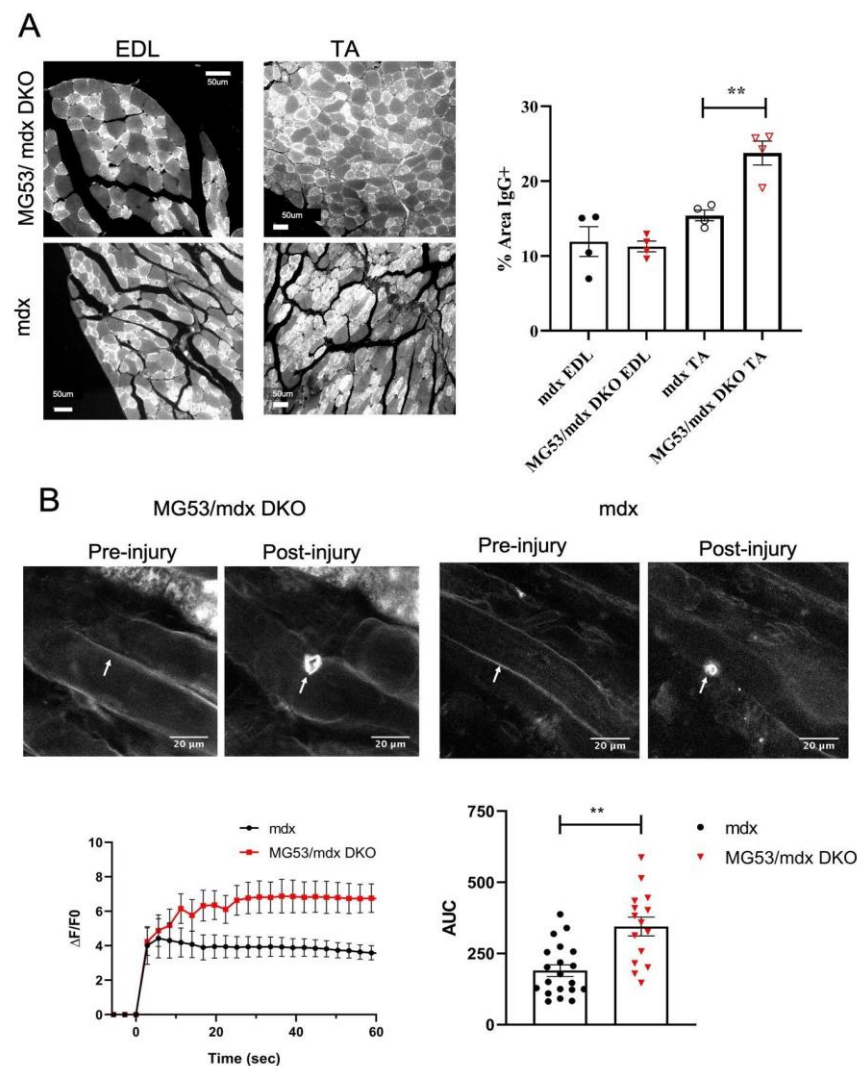 A
EDL
TA
MG53/ mdx DKO
50um
50um
mdx
50um
50um
% Area IgG+
30
20
10
0
**
mdx EDL
MG53/mdx DKO EDL
mdx TA
MG53/mdx DKO TA
B
MG53/mdx DKO
mdx
Pre-injury
Post-injury
Pre-injury
Post-injury
20 µm
20 µm
20 µm
20 µm
mdx
MG53/mdx DKO
ΔF/F0
10
8
6
4
2
0
0
20
40
60
Time (sec)
AUC
750
500
250
0
**
mdx
MG53/mdx DKO